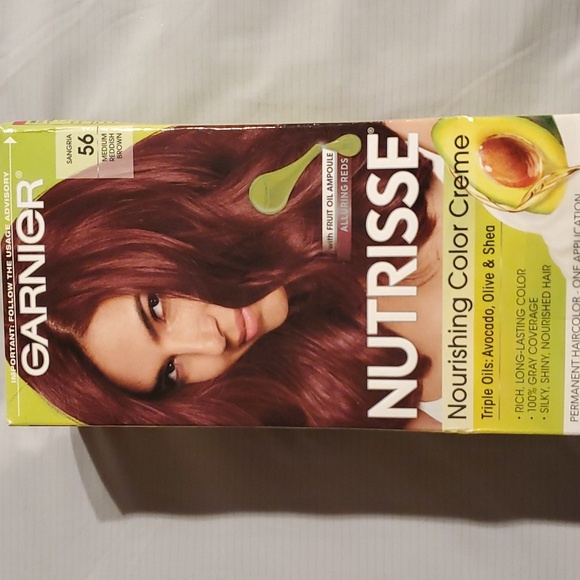 IMPORTANT: FOLLOW THE USAGE ADVISORY
GARNIER®
SANGRIA
56
MEDIUM
REDDISH
BROWN
with FRUIT OIL AMPOULE
ALLURING REDS
NUTRISSE®
Nourishing Color Creme
Triple Oils: Avocado, Olive & Shea
• RICH, LONG-LASTING COLOR
• 100% GRAY COVERAGE
• SILKY, SHINY, NOURISHED HAIR
PERMANENT HAIRCOLOR - ONE APPLICATION